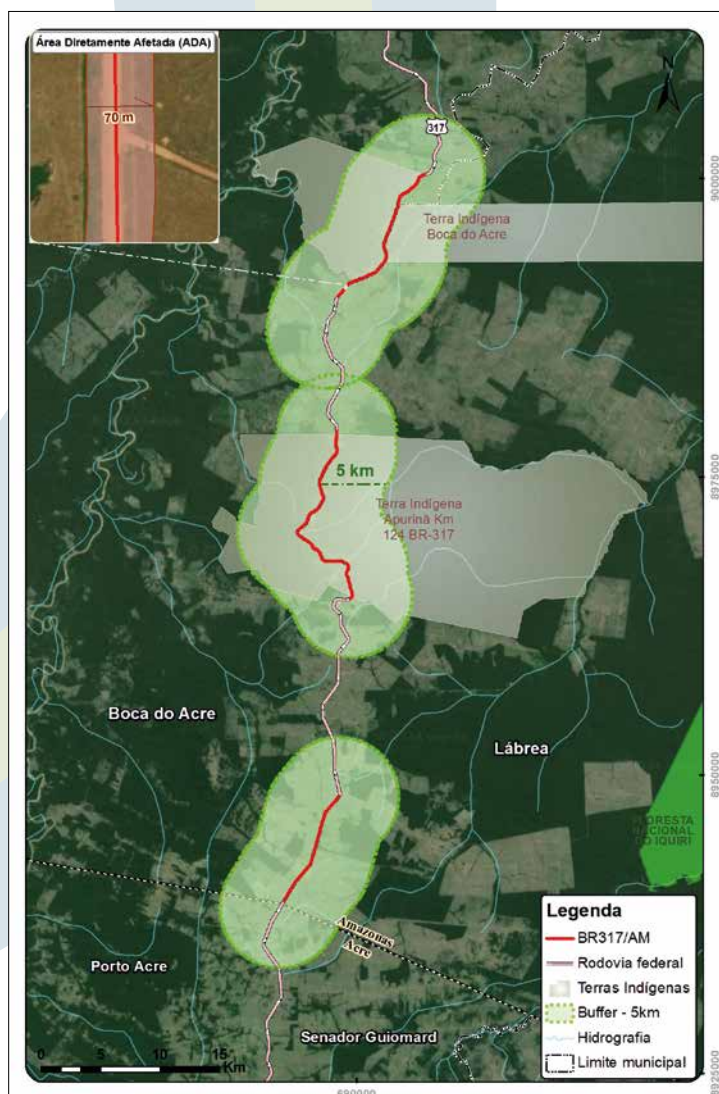 Área Diretamente Afetada (ADA)
70 m
317
N
Terra Indígena
Boca do Acre
5 km
Terra Indígena
Apurinã Km
124 BR-317
Boca do Acre
Lábrea
FLORESTA
NACIONAL
DO IQUIRI
Amazonas
Acre
Porto Acre
Senador Guiomard
0 5 10 15
Km
Legenda
BR317/AM
Rodovia federal
Terras Indígenas
Buffer - 5km
Hidrografia
Limite municipal
9000000
8975000
8950000
8925000
690000